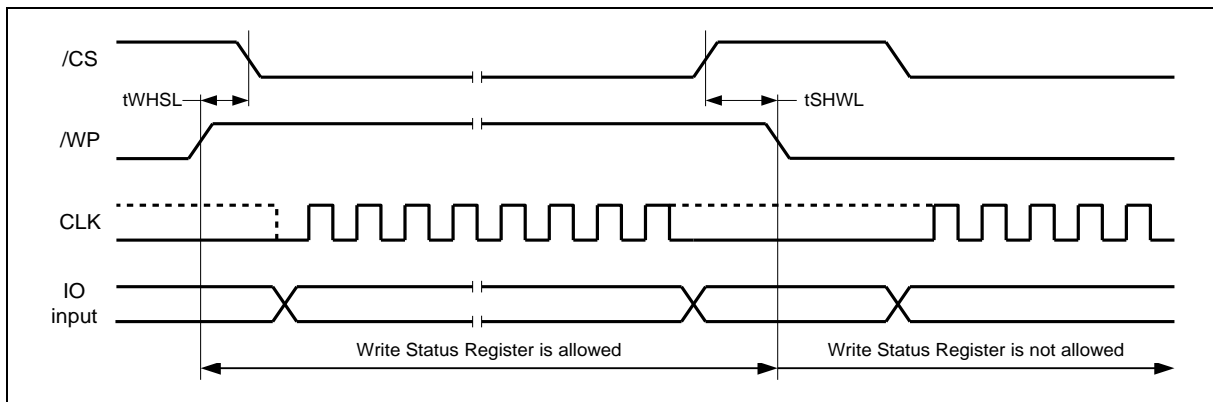 /CS
tWHSL
tSHWL
/WP
CLK
IO
input
Write Status Register is allowed
Write Status Register is not allowed